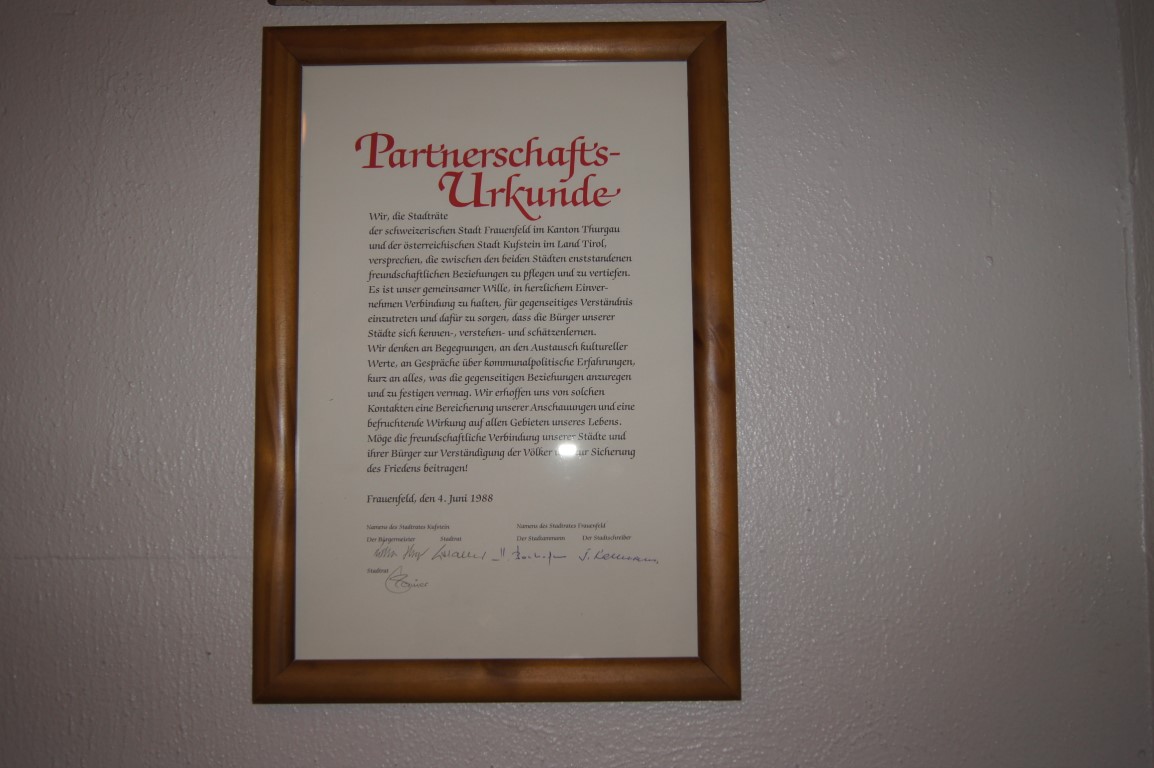 Partnerschafts-
Urkunde
Wir, die Stadträte
der schweizerischen Stadt Frauenfeld im Kanton Thurgau
und der österreichischen Stadt Kufstein im Land Tirol,
versprechen, die zwischen den beiden Städten enststandenen
freundschaftlichen Beziehungen zu pflegen und zu vertiefen.
Es ist unser gemeinsamer Wille, in herzlichem Einver-
nehmen Verbindung zu halten, für gegenseitiges Verständnis
einzutreten und dafür zu sorgen, dass die Bürger unserer
Städte sich kennen-, verstehen- und schätzenlernen.
Wir denken an Begegnungen, an den Austausch kultureller
Werte, an Gespräche über kommunalpolitische Erfahrungen,
kurz an alles, was die gegenseitigen Beziehungen anzuregen
und zu festigen vermag. Wir erhoffen uns von solchen
Kontakten eine Bereicherung unserer Anschauungen und eine
befruchtende Wirkung auf allen Gebieten unseres Lebens.
Möge die freundschaftliche Verbindung unserer Städte und
ihrer Bürger zur Verständigung der Völker zur Sicherung
des Friedens beitragen!
Frauenfeld, den 4. Juni 1988
Namens des Stadtrates Kufstein Namens des Stadtrates Frauenfeld
Der Bürgermeister Stadtrat Der Stadtammann Der Stadtschreiber
Stadtrat